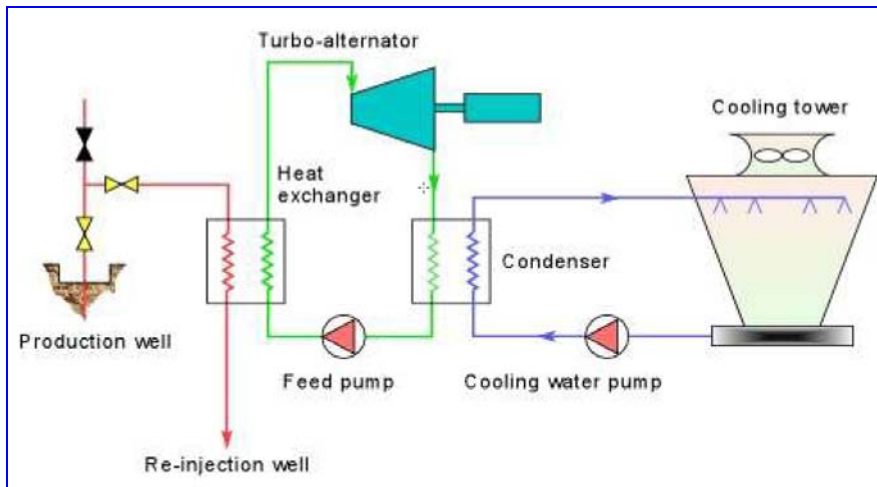 Turbo-alternator
Cooling tower
Heat
exchanger
Condenser
Production well
Feed pump
Cooling water pump
Re-injection well